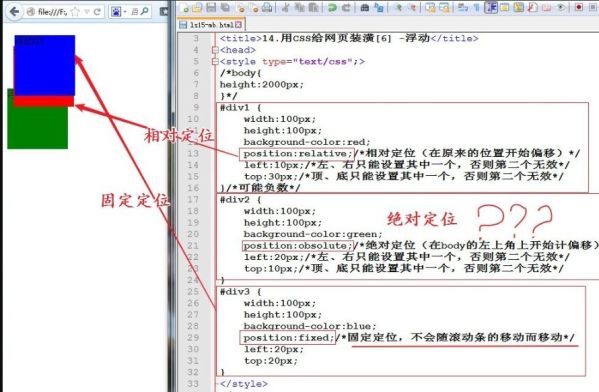 file:///F:/
1z15-mb.html
3 <title>14.用CSS给网页装潢[6] -浮动</title>
4 <head>
5 <style type="text/css">
6 /*body{
7 height:2000px;
8 }*/
9 #div1 {
10 width:100px;
11 height:100px;
12 background-color:red;
13 position:relative;/*相对定位（在原来的位置开始偏移）*/
14 left:10px;/*左、右只能设置其中一个，否则第二个无效*/
15 top:30px;/*顶、底只能设置其中一个，否则第二个无效*/
16 }/*可能负数*/
17 #div2 {
18 width:100px;
19 height:100px;
20 background-color:green;
21 position:obsolute;/*绝对定位（在body的左上角上开始计偏移）
22 left:20px;/*左、右只能设置其中一个，否则第二个无效*/
23 top:10px;/*顶、底只能设置其中一个，否则第二个无效*/
24 }
25 #div3 {
26 width:100px;
27 height:100px;
28 background-color:blue;
29 position:fixed;/*固定定位，不会随滚动条的移动而移动*/
30 left:20px;
31 top:20px;
32 }
33 </style>
相对定位
固定定位
绝对定位 ???